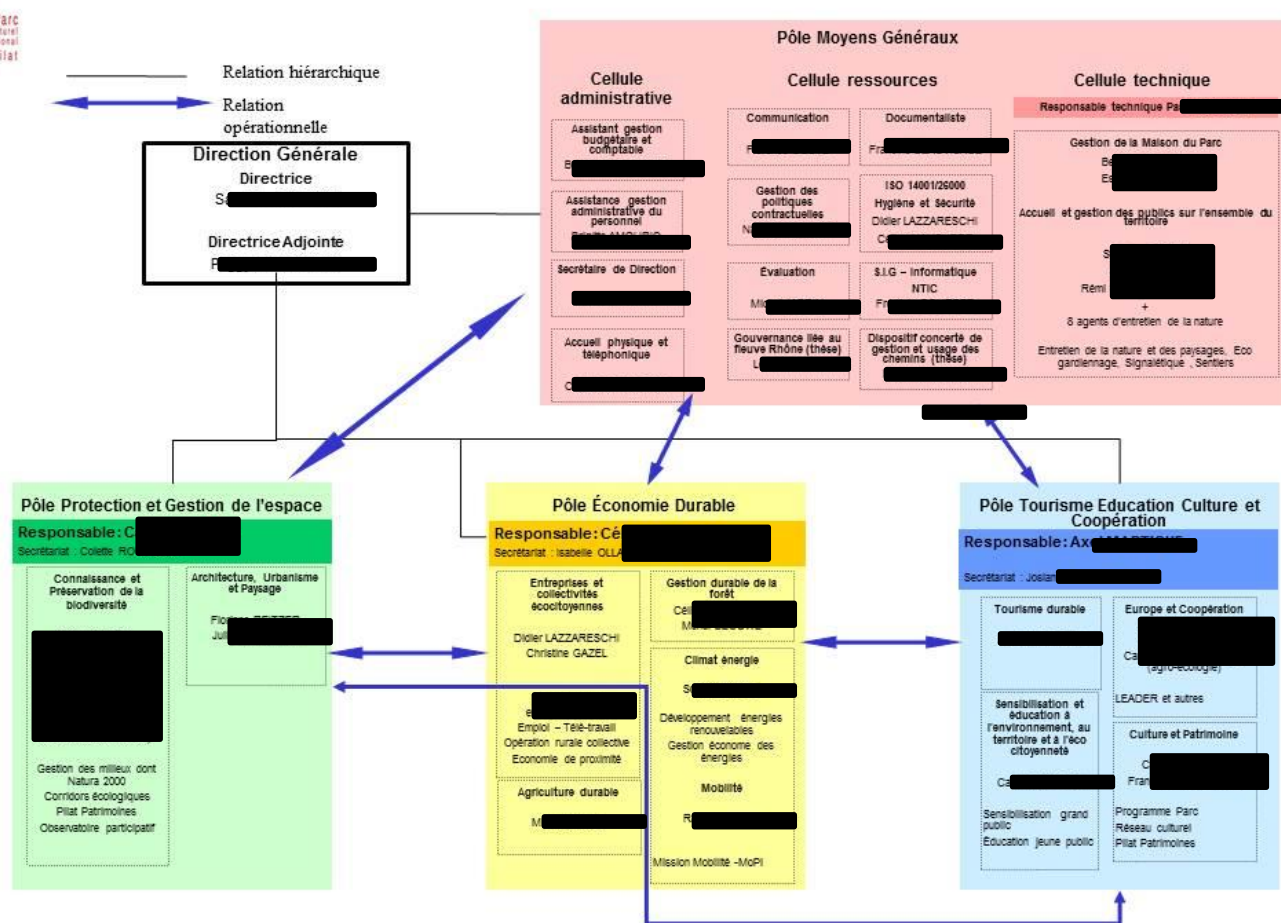 Parc
ilat
Relation hiérarchique
Relation
opérationnelle
Direction Générale
Directrice
Directrice Adjointe
Pôle Moyens Généraux
Cellule
administrative
Assistant gestion
budgétaire et
comptable
Assistance gestion
administrative du
personnel
Secrétaire de Direction
Accueil physique et
téléphonique
Cellule ressources
Communication
Documentaliste
Gestion des
politiques
contractuelles
ISO 14001/26000
Hygiène et Sécurité
Didier LAZZARESCHI
Évaluation
S.I.G – Informatique
NTIC
Gouvernance liée au
fleuve Rhône (thèse)
Dispositif concerté de
gestion et usage des
chemins (thèse)
Cellule technique
Responsable technique
Gestion de la Maison du Parc
Accueil et gestion des publics sur l'ensemble du
territoire
Rémi
+
8 agents d'entretien de la nature
Entretien de la nature et des paysages, Eco
gardiennage, Signalétique , Sentiers
Pôle Protection et Gestion de l'espace
Responsable:
Secrétariat : Colette
Connaissance et
Préservation de la
biodiversité
Gestion des milieux dont
Natura 2000
Corridors écologiques
Pilat Patrimoines
Observatoire participatif
Architecture, Urbanisme
et Paysage
Pôle Économie Durable
Responsable:
Secrétariat : Isabelle
Entreprises et
collectivités
écocitoyennes
Didier LAZZARESCHI
Christine GAZEL
Emploi – Télé-travail
Opération rurale collective
Economie de proximité
Agriculture durable
Gestion durable de la
forêt
Climat énergie
Développement énergies
renouvelables
Gestion économe des
énergies
Mobilité
Mission Mobilité -MoPi
Pôle Tourisme Education Culture et
Coopération
Responsable:
Secrétariat :
Tourisme durable
Sensibilisation et
éducation à
l'environnement, au
territoire et à l'éco
citoyenneté
Sensibilisation grand
public
Éducation jeune public
Europe et Coopération
(agro-écologie)
LEADER et autres
Culture et Patrimoine
Programme Parc
Réseau culturel
Pilat Patrimoines